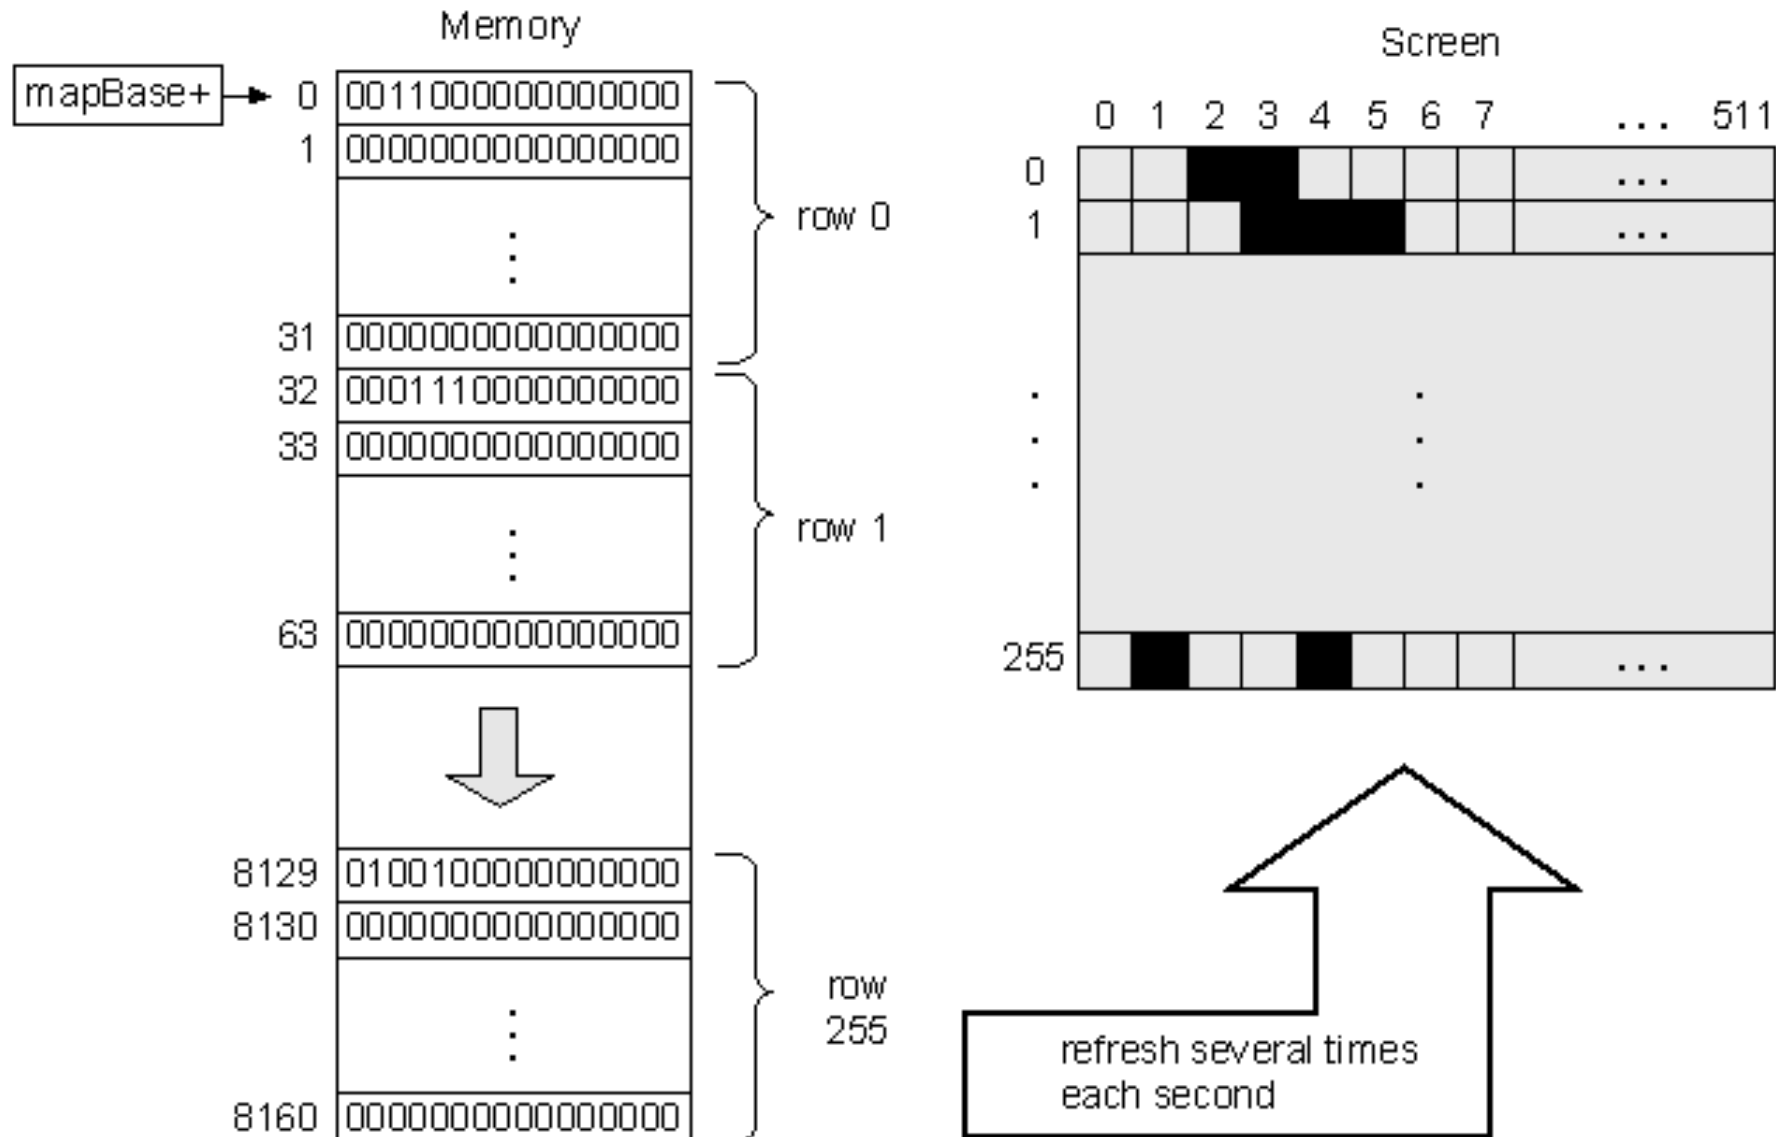 Memory
mapBase+ 0 0011000000000000
1 0000000000000000
row 0
31 0000000000000000
32 0001110000000000
33 0000000000000000
row 1
63 0000000000000000
8129 0100100000000000
8130 0000000000000000
row
255
8160 0000000000000000
Screen
0 1 2 3 4 5 6 7 ... 511
0 ...
1 ...
255 ...
refresh several times
each second